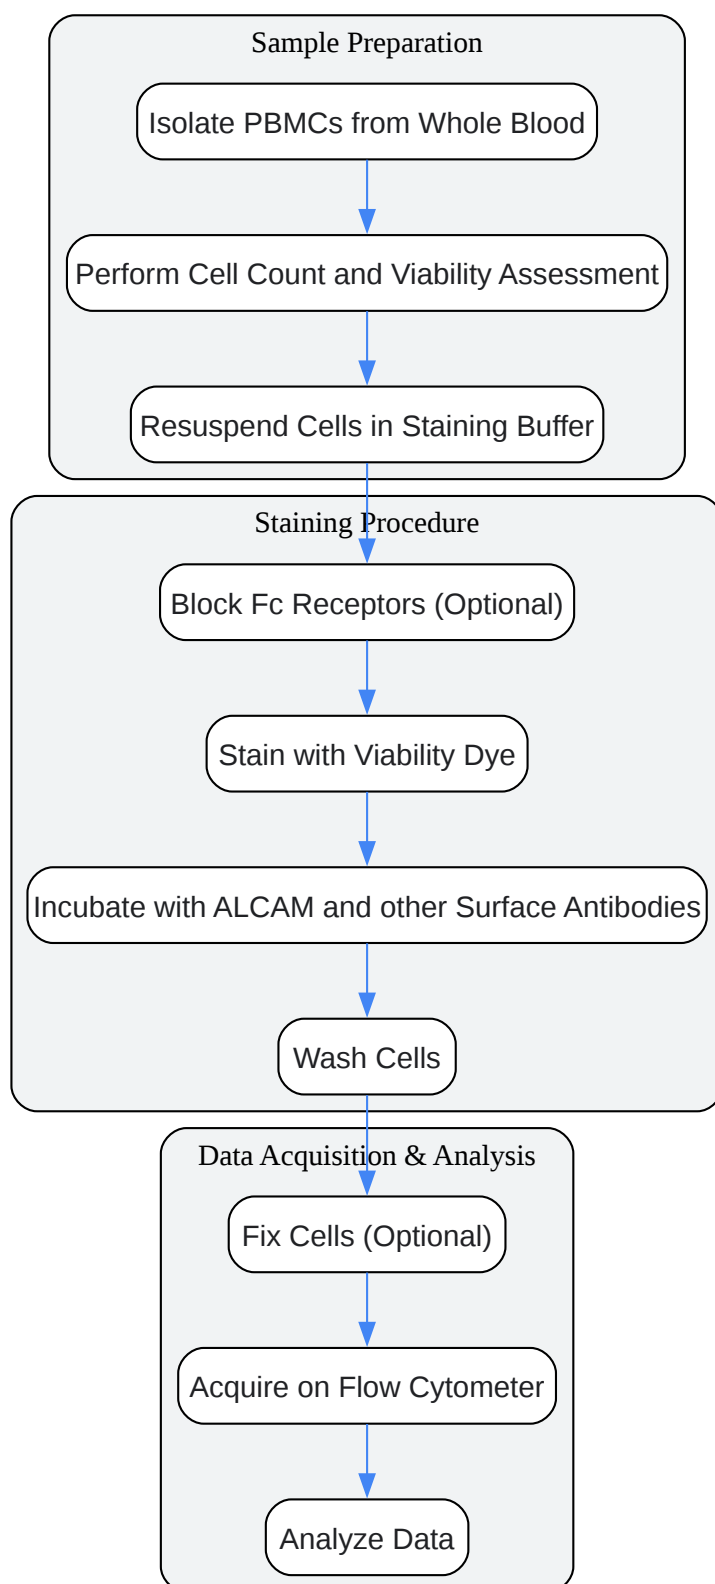 Sample Preparation
Isolate PBMCs from Whole Blood
Perform Cell Count and Viability Assessment
Resuspend Cells in Staining Buffer
Staining Procedure
Block Fc Receptors (Optional)
Stain with Viability Dye
Incubate with ALCAM and other Surface Antibodies
Wash Cells
Data Acquisition & Analysis
Fix Cells (Optional)
Acquire on Flow Cytometer
Analyze Data